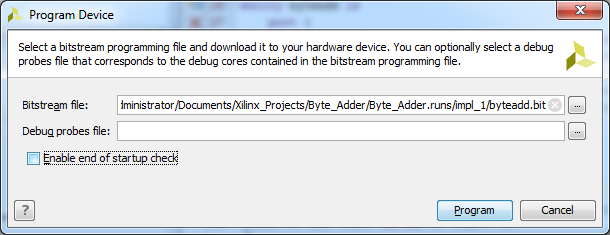 Program Device
Select a bitstream programming file and download it to your hardware device. You can optionally select a debug
probes file that corresponds to the debug cores contained in the bitstream programming file.
Bitstream file: lministrator/Documents/Xilinx_Projects/Byte_Adder/Byte_Adder.runs/impl_1/byteadd.bit ...
Debug probes file: ...
Enable end of startup check
? Program Cancel